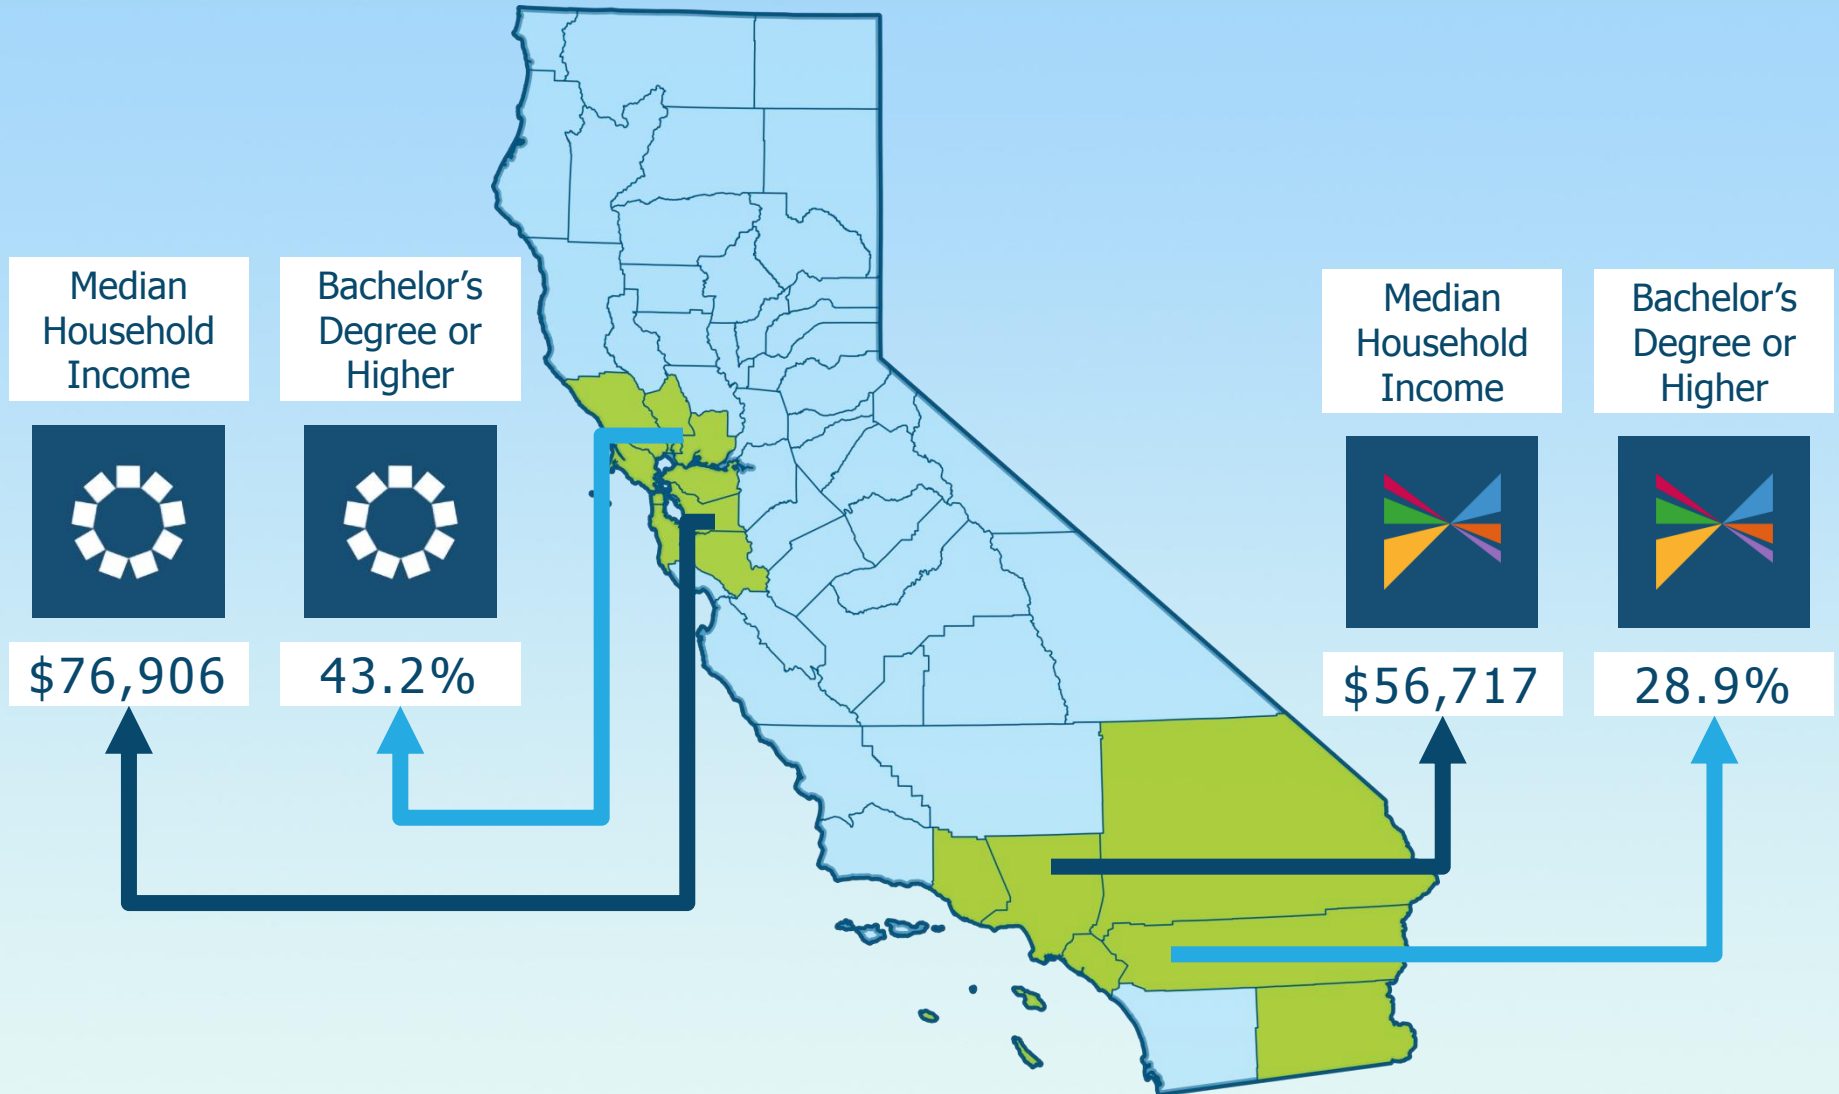 Median
Household
Income
Bachelor’s
Degree or
Higher
$76,906
43.2%
Median
Household
Income
Bachelor’s
Degree or
Higher
$56,717
28.9%